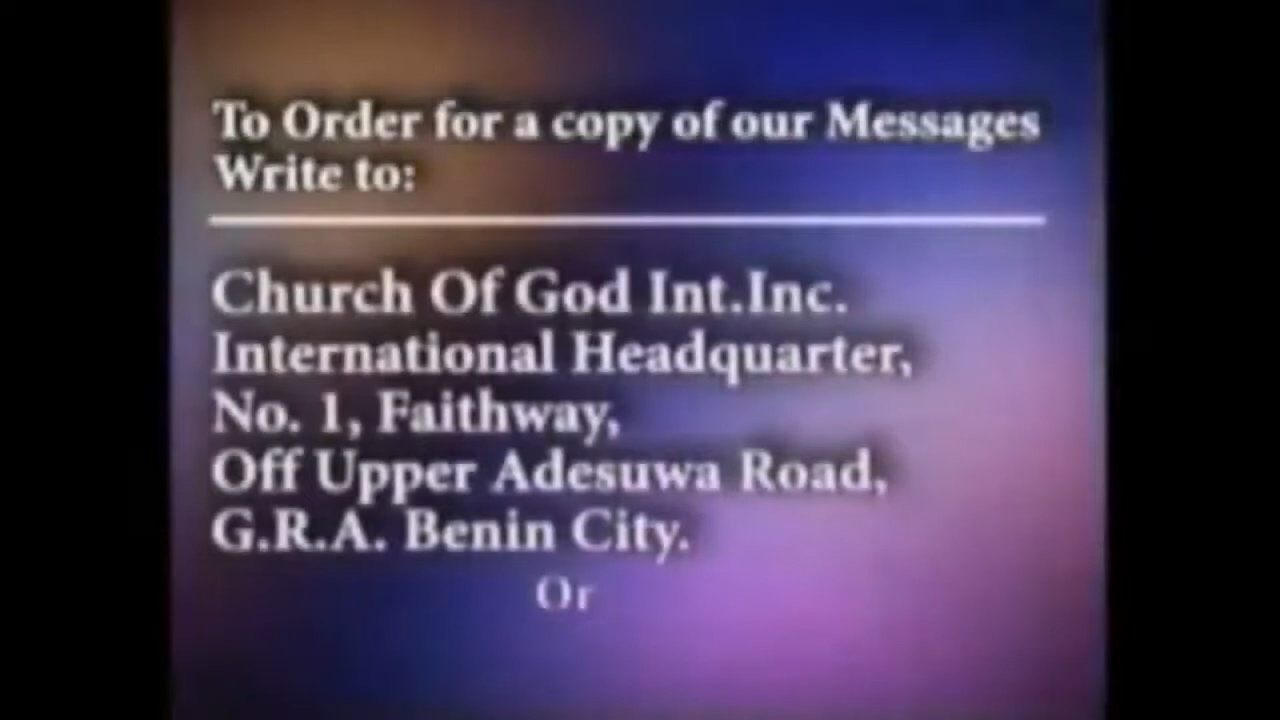 To Order for a copy of our Messages
Write to:
Church Of God Int.Inc.
International Headquarter,
No. 1, Faithway,
Off Upper Adesuwa Road,
G.R.A. Benin City.
Or